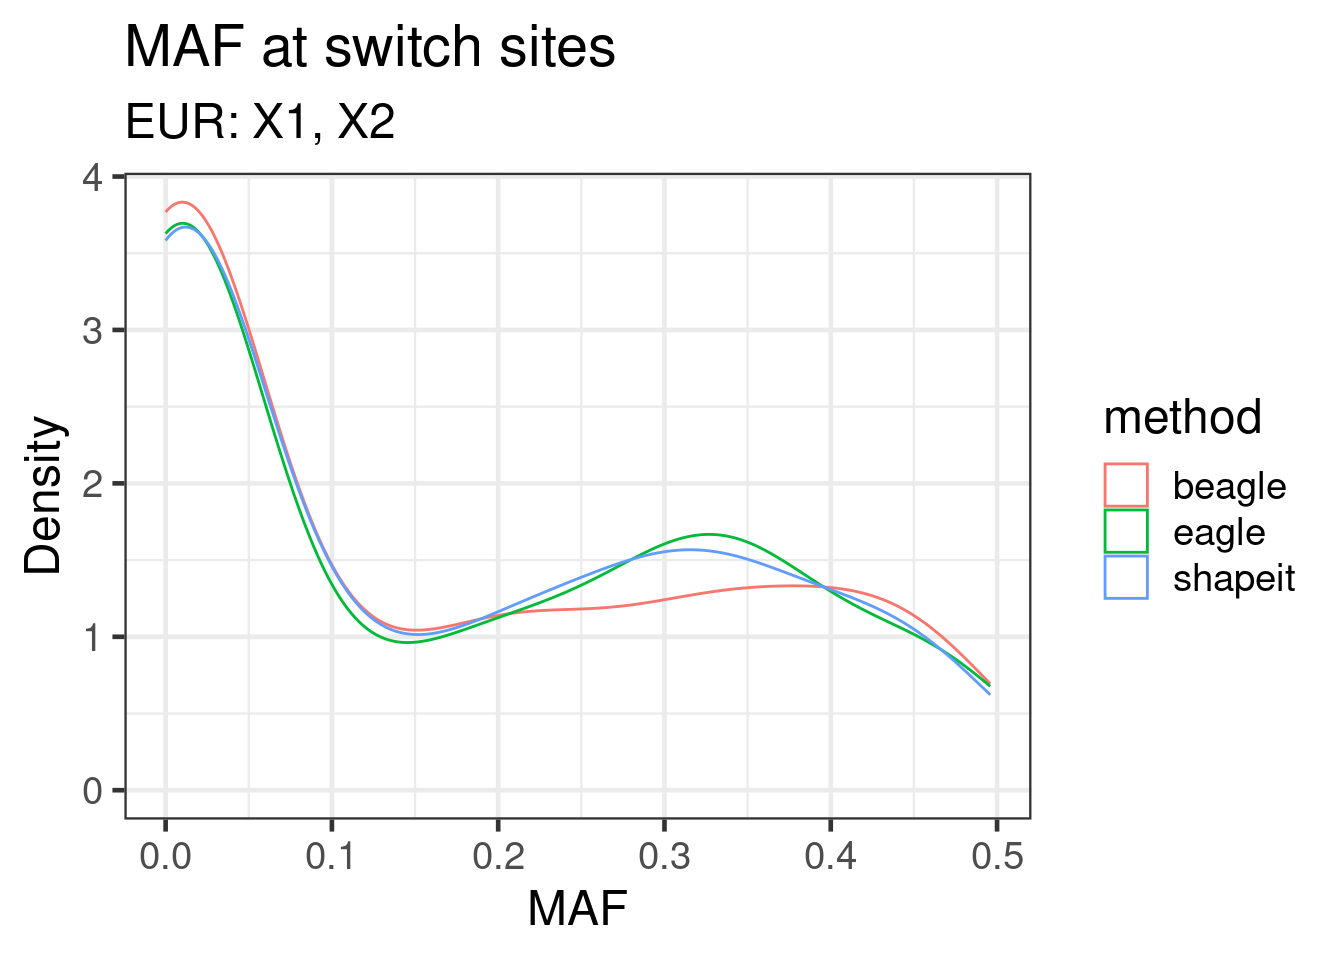 MAF at switch sites
EUR: X1, X2
4
3
2
1
0
Density
0.0 0.1 0.2 0.3 0.4 0.5
MAF
method
beagle
eagle
shapeit